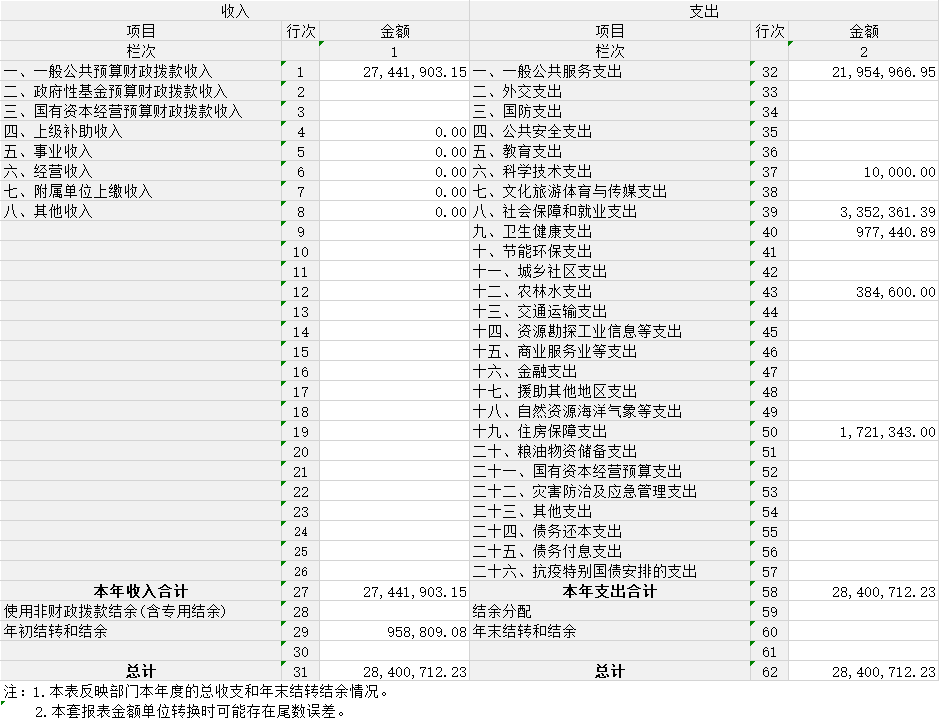 收入 支出
项目 行次 金额 项目 行次 金额
栏次 1 栏次 2
一、一般公共预算财政拨款收入 1 27,441,903.15 一、一般公共服务支出 32 21,954,966.95
二、政府性基金预算财政拨款收入 2 二、外交支出 33
三、国有资本经营预算财政拨款收入 3 三、国防支出 34
四、上级补助收入 4 0.00 四、公共安全支出 35
五、事业收入 5 0.00 五、教育支出 36
六、经营收入 6 0.00 六、科学技术支出 37 10,000.00
七、附属单位上缴收入 7 0.00 七、文化旅游体育与传媒支出 38
八、其他收入 8 0.00 八、社会保障和就业支出 39 3,352,361.39
9 九、卫生健康支出 40 977,440.89
10 十、节能环保支出 41
11 十一、城乡社区支出 42
12 十二、农林水支出 43 384,600.00
13 十三、交通运输支出 44
14 十四、资源勘探工业信息等支出 45
15 十五、商业服务业等支出 46
16 十六、金融支出 47
17 十七、援助其他地区支出 48
18 十八、自然资源海洋气象等支出 49
19 十九、住房保障支出 50 1,721,343.00
20 二十、粮油物资储备支出 51
21 二十一、国有资本经营预算支出 52
22 二十二、灾害防治及应急管理支出 53
23 二十三、其他支出 54
24 二十四、债务还本支出 55
25 二十五、债务付息支出 56
26 二十六、抗疫特别国债安排的支出 57
本年收入合计 27 27,441,903.15 本年支出合计 58 28,400,712.23
使用非财政拨款结余(含专用结余) 28 结余分配 59
年初结转和结余 29 958,809.08 年末结转和结余 60
30 61
总计 31 28,400,712.23 总计 62 28,400,712.23
注：1.本表反映部门本年度的总收支和年末结转结余情况。
2.本套报表金额单位转换时可能存在尾数误差。